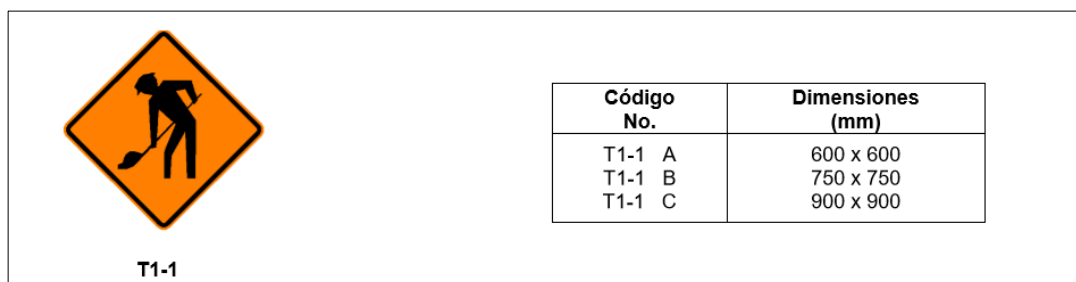 Código No.
Dimensiones (mm)
T1-1 A
600 x 600
T1-1 B
750 x 750
T1-1 C
900 x 900
T1-1